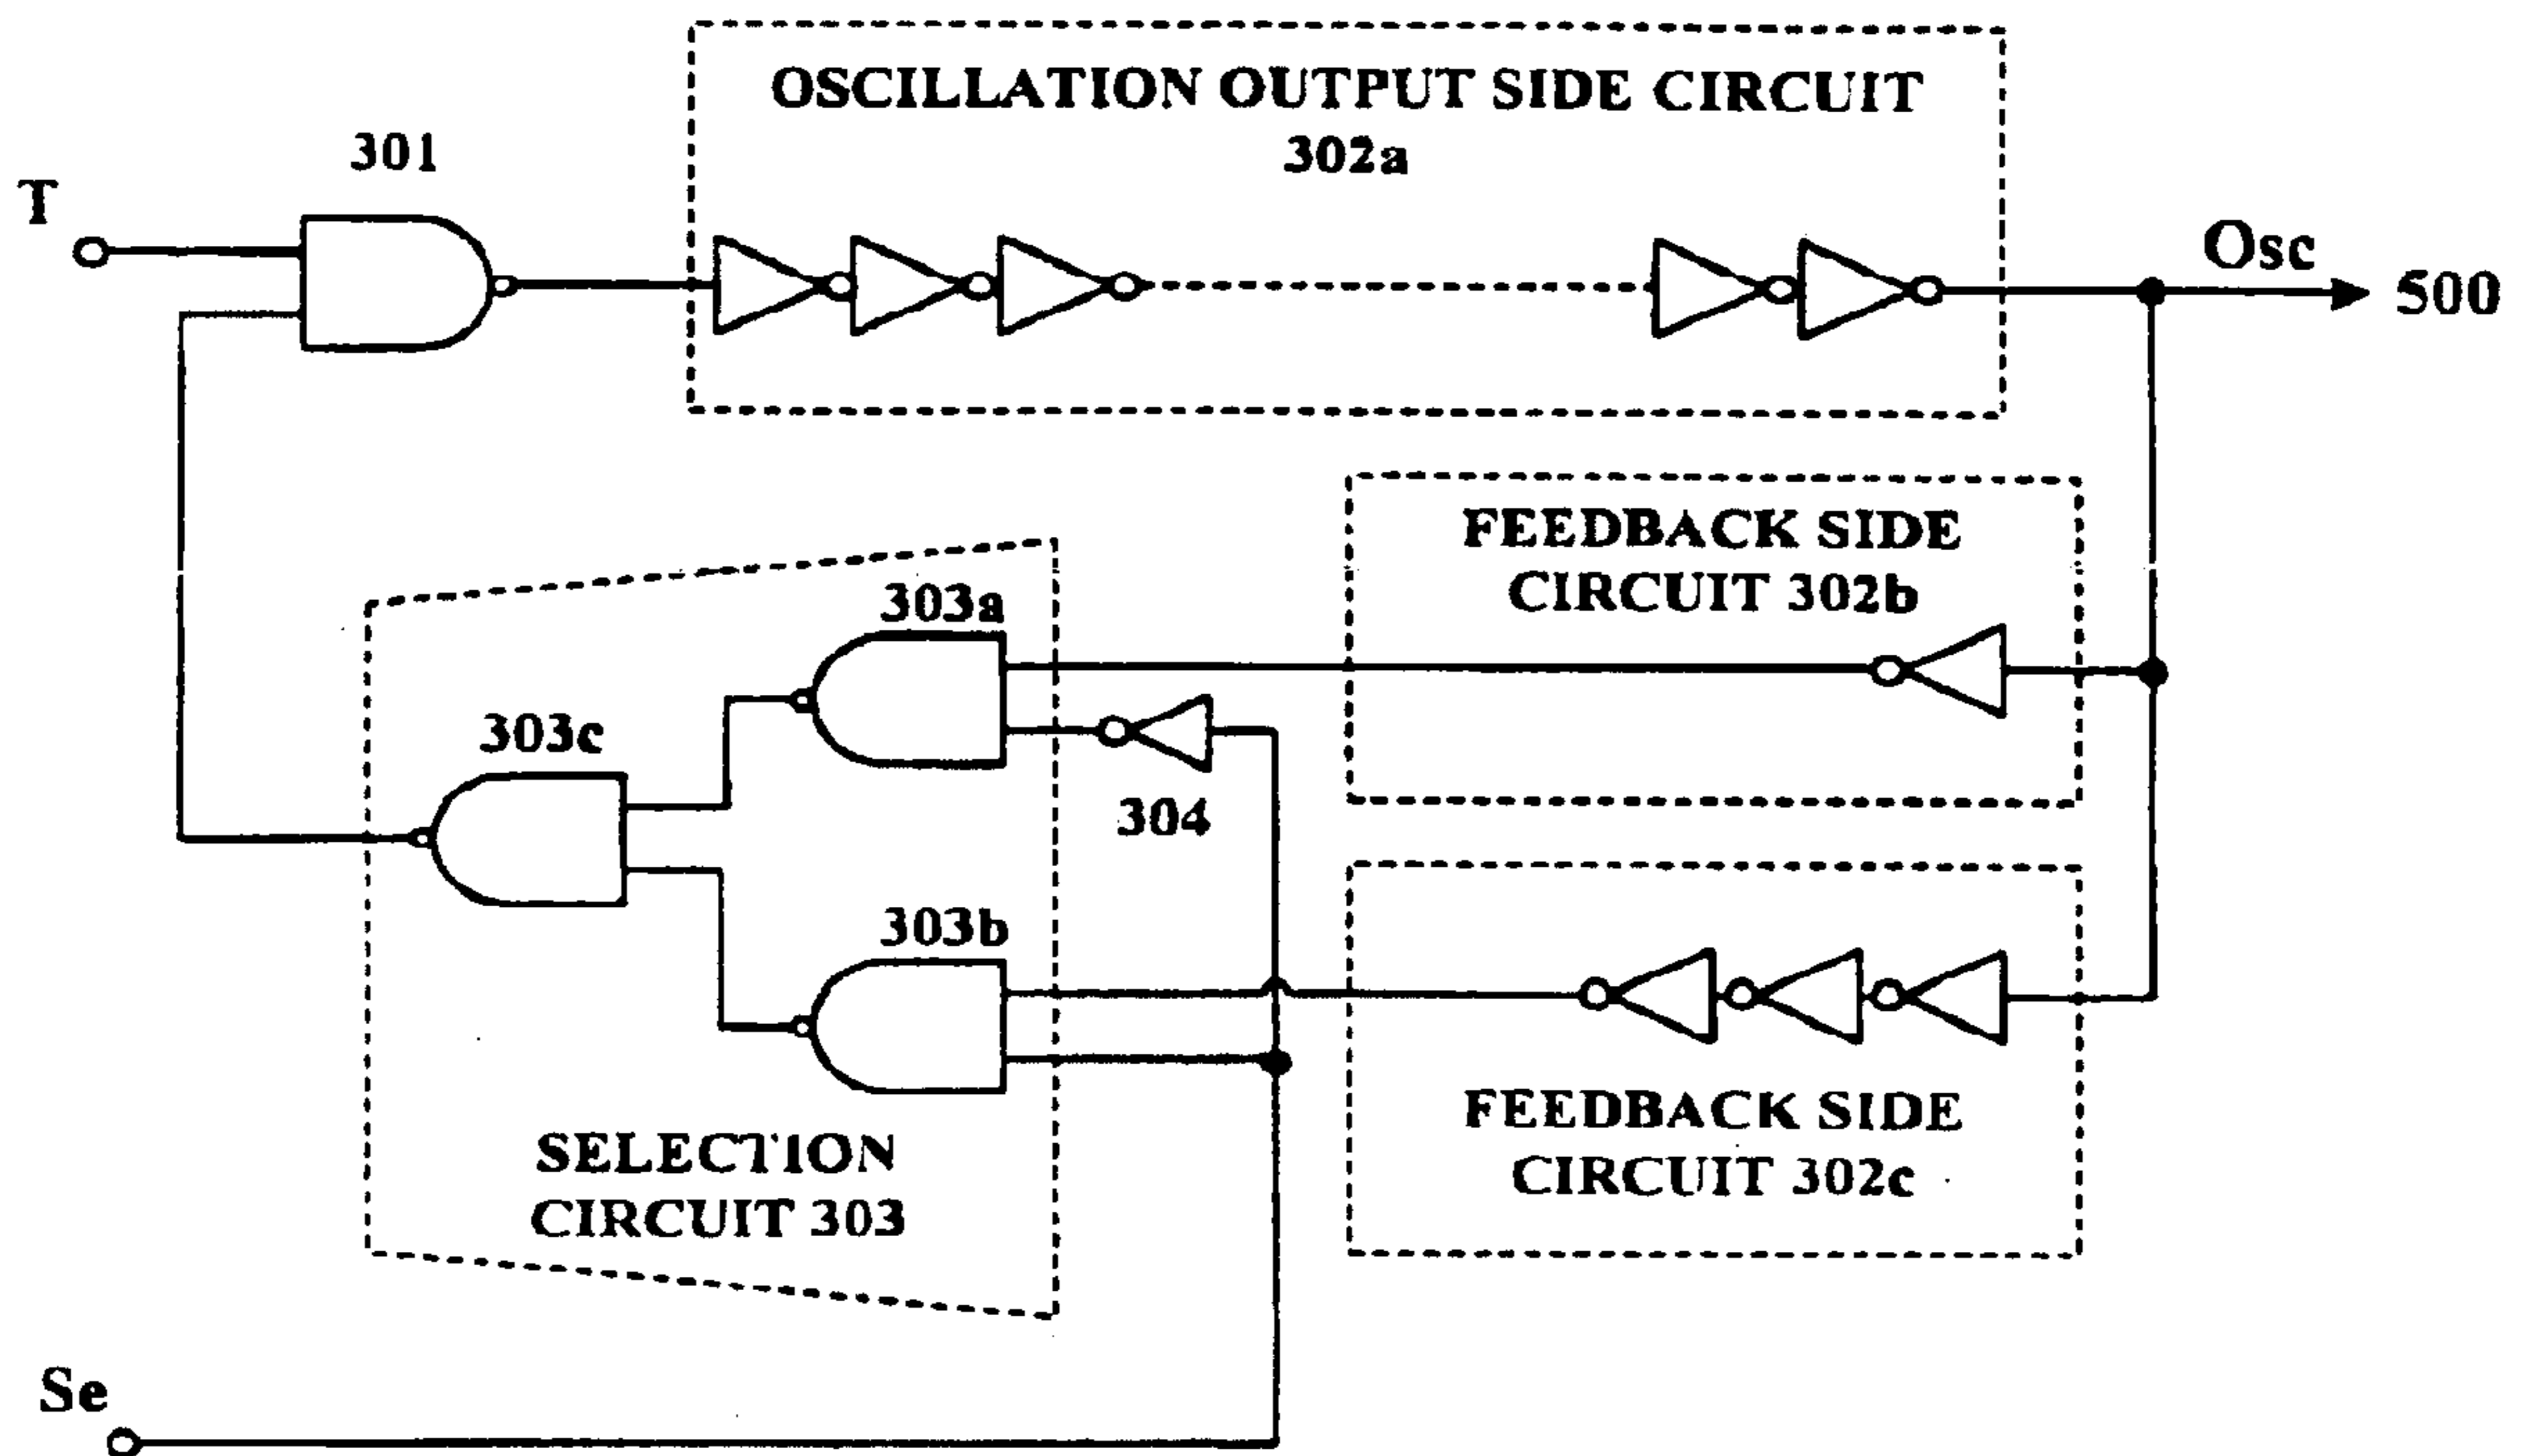 OSCILLATION OUTPUT SIDE CIRCUIT
302a
301
T
Osc
500
FEEDBACK SIDE
CIRCUIT 302b
303a
303c
304
303b
FEEDBACK SIDE
CIRCUIT 302c
SELECTION
CIRCUIT 303
Se